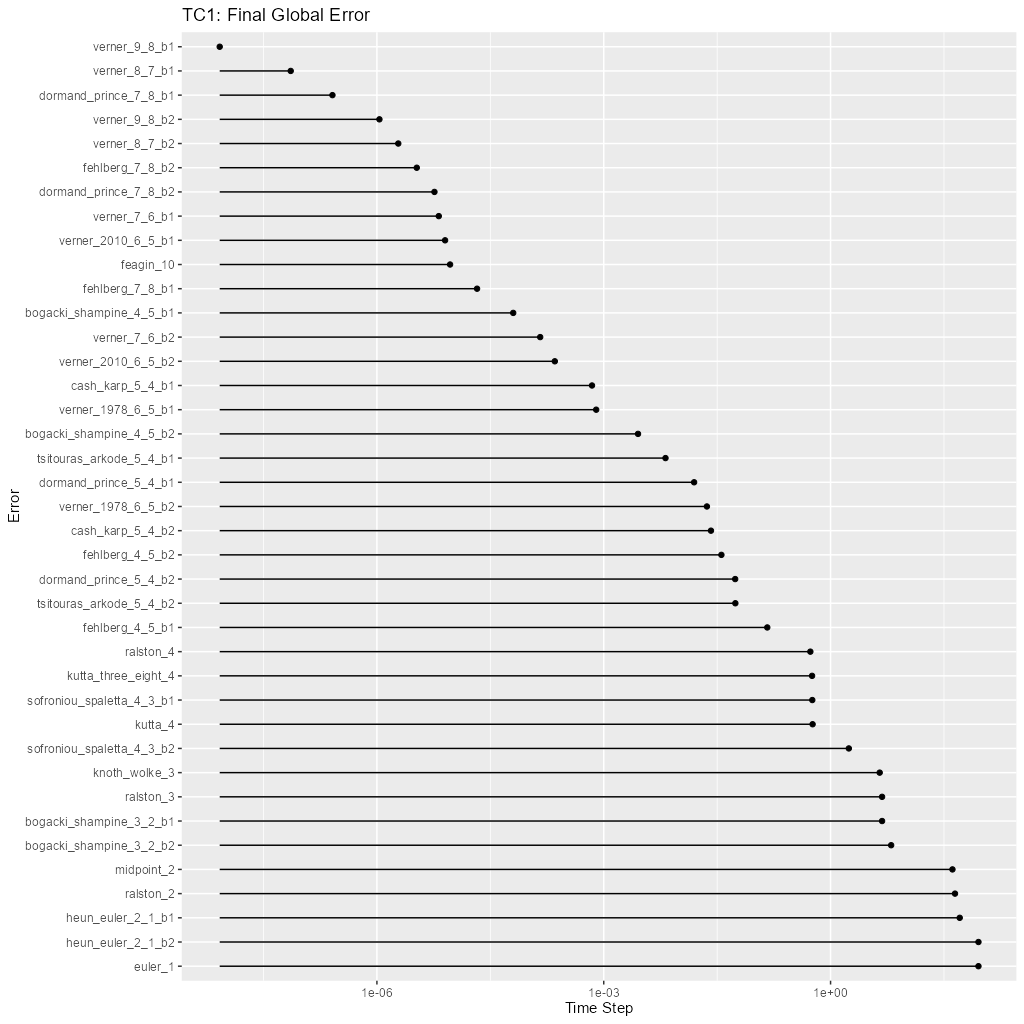 TC1: Final Global Error
verner_9_8_b1
verner_8_7_b1
dormand_prince_7_8_b1
verner_9_8_b2
verner_8_7_b2
fehlberg_7_8_b2
dormand_prince_7_8_b2
verner_7_6_b1
verner_2010_6_5_b1
feagin_10
fehlberg_7_8_b1
bogacki_shampine_4_5_b1
verner_7_6_b2
verner_2010_6_5_b2
cash_karp_5_4_b1
verner_1978_6_5_b1
bogacki_shampine_4_5_b2
tsitouras_arkode_5_4_b1
dormand_prince_5_4_b1
verner_1978_6_5_b2
cash_karp_5_4_b2
fehlberg_4_5_b2
dormand_prince_5_4_b2
tsitouras_arkode_5_4_b2
fehlberg_4_5_b1
ralston_4
kutta_three_eight_4
sofroniou_spaletta_4_3_b1
kutta_4
sofroniou_spaletta_4_3_b2
knoth_wolke_3
ralston_3
bogacki_shampine_3_2_b1
bogacki_shampine_3_2_b2
midpoint_2
ralston_2
heun_euler_2_1_b1
heun_euler_2_1_b2
euler_1
Error
1e-06 1e-03 1e+00
Time Step